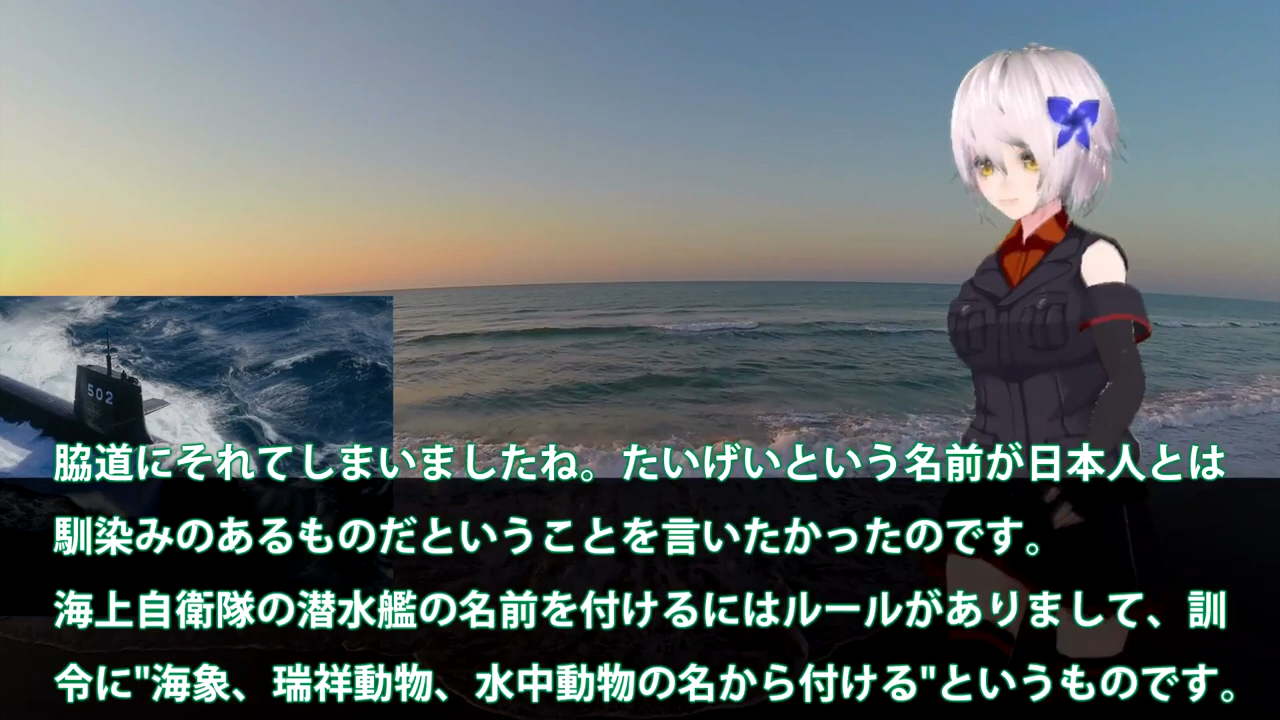 502
脇道にそれてしまいましたね。たいげいという名前が日本人とは
馴染みのあるものだということを言いたかったのです。
海上自衛隊の潜水艦の名前を付けるにはルールがありまして、訓
令に"海象、瑞祥動物、水中動物の名から付ける"というものです。